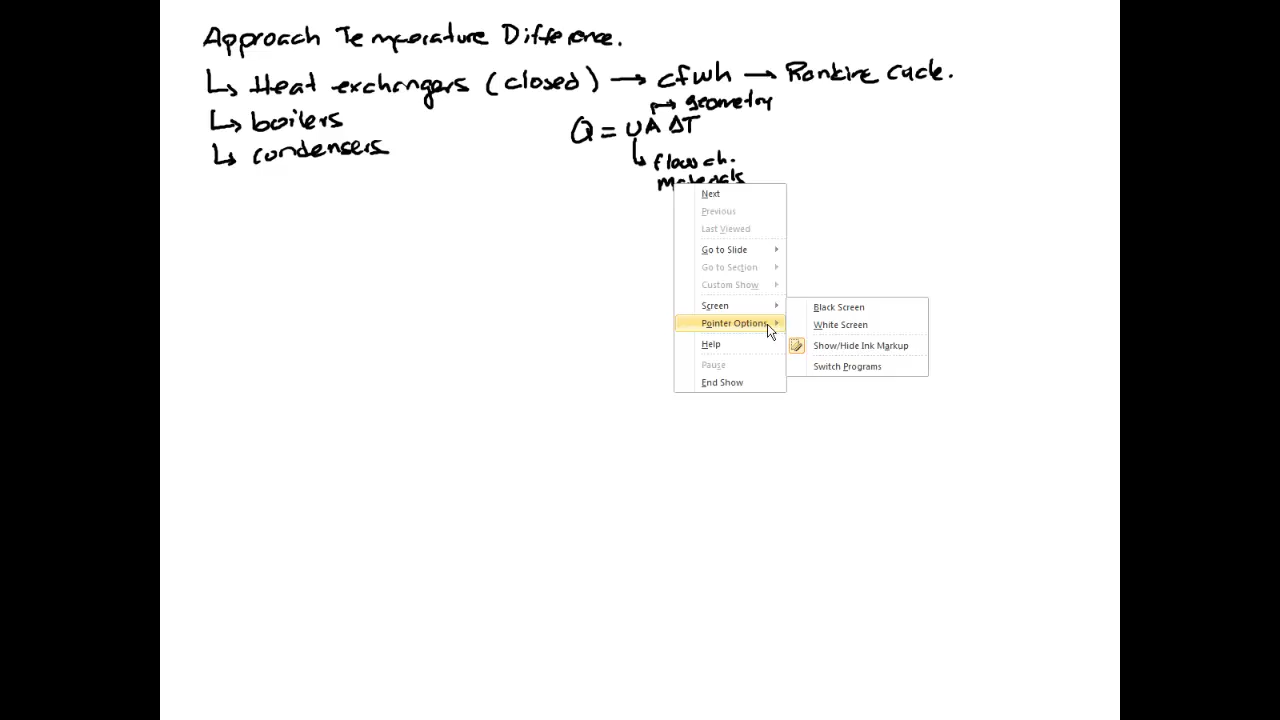 Approach Temperature Difference.
↳ Heat exchangers (closed) → cfwh → Rankine cycle.
↳ boilers
↳ condensers
↦ geometry
Q = UA ΔT
↳ flow ch.
materials
Next
Previous
Last Viewed
Go to Slide
Go to Section
Custom Show
Screen
Pointer Options
Help
Pause
End Show
Black Screen
White Screen
Show/Hide Ink Markup
Switch Programs